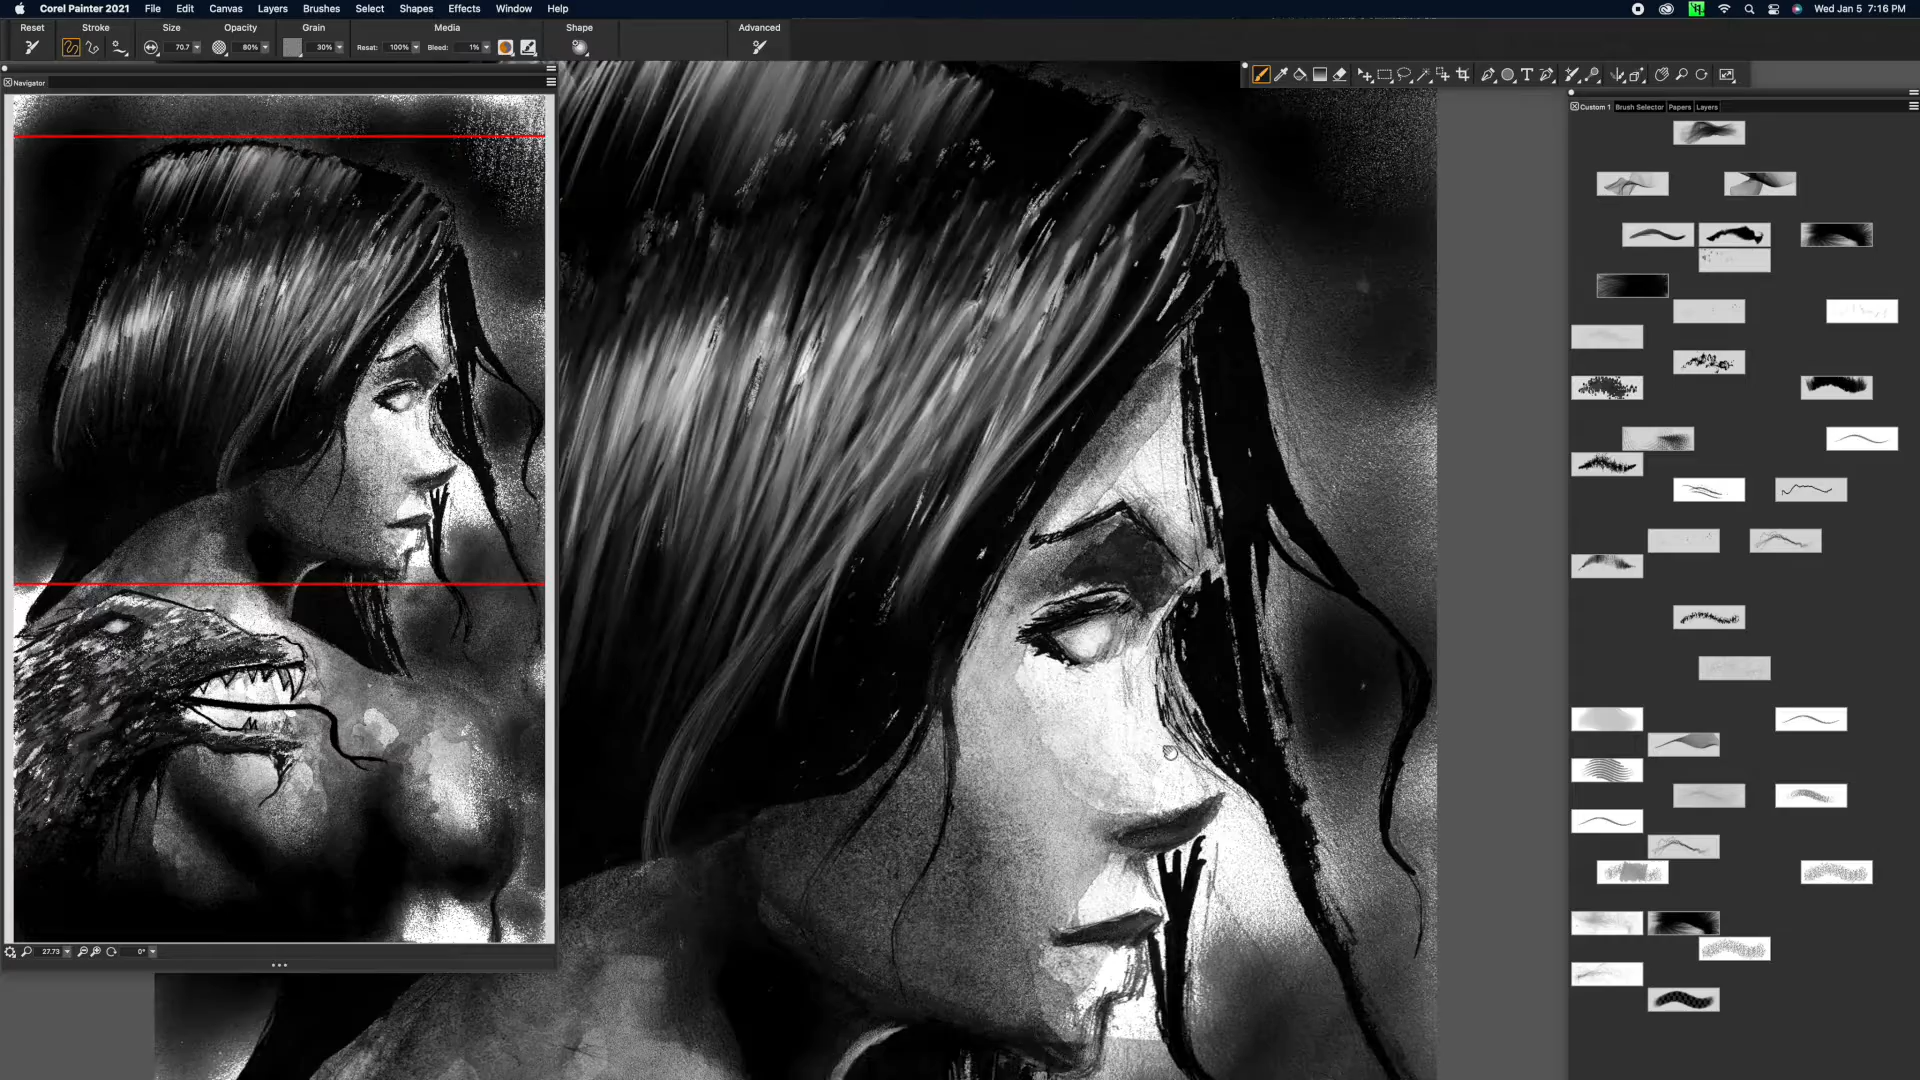 Corel Painter 2021 File Edit Canvas Layers Brushes Select Shapes Effects Window Help Wed Jan 5 7:16 PM
Reset Stroke Size Opacity Grain Media Shape Advanced
70.7 80% 30% Resat: 100% Bleed: 1%
Navigator
Custom 1 Brush Selector Papers Layers
27.73 0°